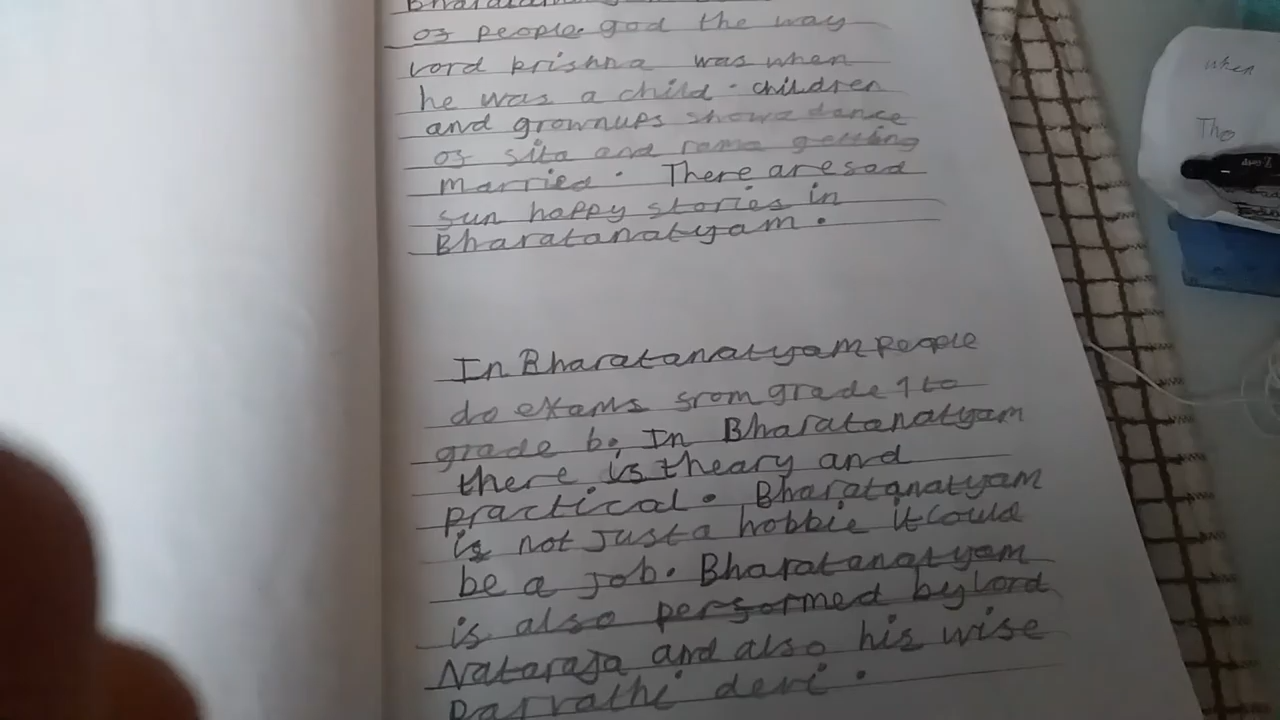 of people. god the way
lord krishna was when
he was a child. children
and grownups show a dance
of sita and rama getting
married. There are sad
fun happy stories in
Bharatanatyam.
In Bharatanatyam people
do exams from grade 1 to
grade 6. In Bharatanatyam
there is theary and
practical. Bharatanatyam
is not just a hobbie it could
be a job. Bharatanatyam
is also performed by lord
Nataraja and also his wife
Parvathi devi.
when
The